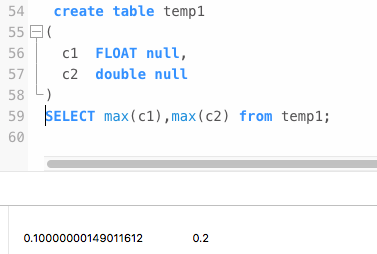 54 create table temp1
55 (
56 c1 FLOAT null,
57 c2 double null
58 )
59 SELECT max(c1),max(c2) from temp1;
60
0.10000000149011612 0.2